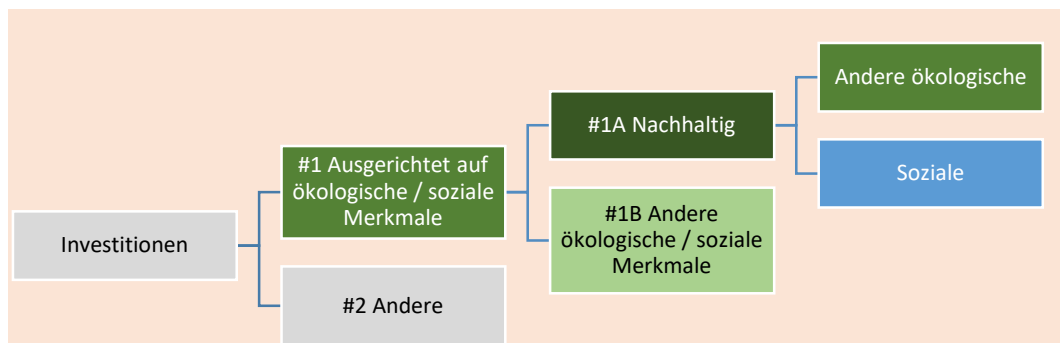 Investitionen
#1 Ausgerichtet auf
ökologische / soziale
Merkmale
#2 Andere
#1A Nachhaltig
#1B Andere
ökologische / soziale
Merkmale
Andere ökologische
Soziale